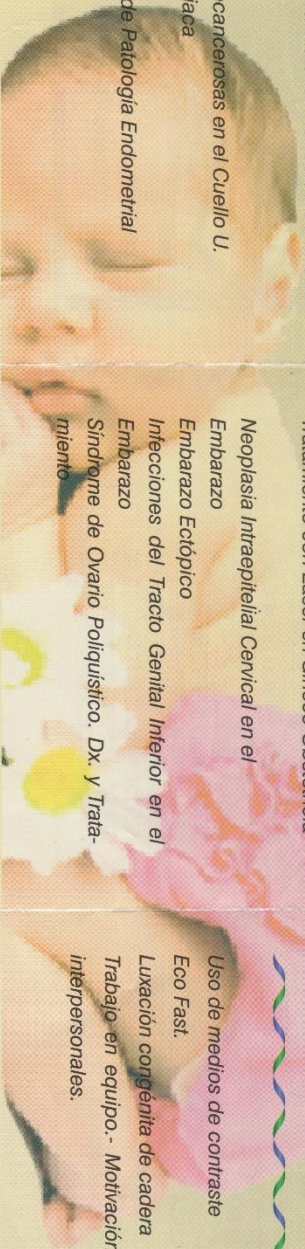 cancerosas en el Cuello U.
iaca
de Patología Endometrial
Neoplasia Intraepitelial Cervical en el
Embarazo
Embarazo Ectópico
Infecciones del Tracto Genital Inferior en el
Embarazo
Síndrome de Ovario Poliquístico. Dx. y Trata-
miento
Uso de medios de contraste
Eco Fast.
Luxación congénita de cadera
Trabajo en equipo.- Motivación
interpersonales.